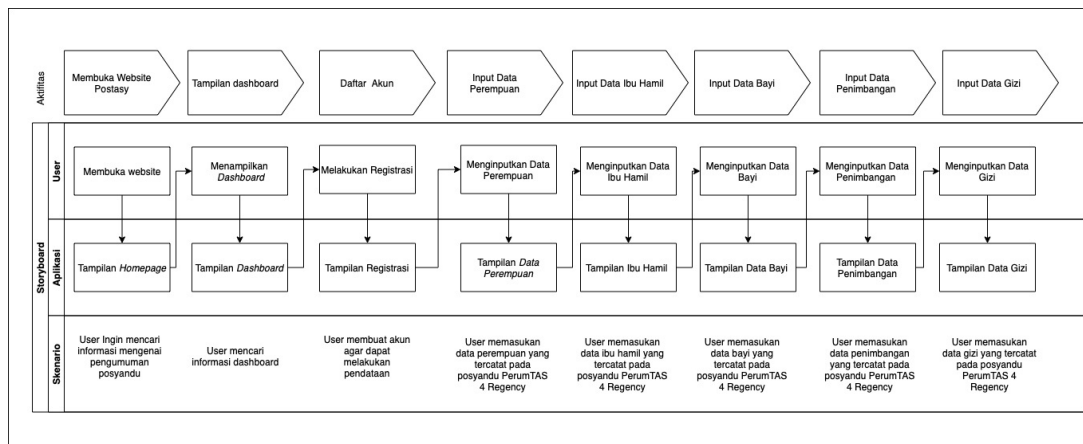 Aktifitas
Membuka Website
Postasy
Tampilan dashboard
Daftar Akun
Input Data
Perempuan
Input Data Ibu Hamil
Input Data Bayi
Input Data
Penimbangan
Input Data Gizi
Storyboard
User
Membuka website
Menampilkan
Dashboard
Melakukan Registrasi
Menginputkan Data
Perempuan
Menginputkan Data
Ibu Hamil
Menginputkan Data
Bayi
Menginputkan Data
Penimbangan
Menginputkan Data
Gizi
Aplikasi
Tampilan Homepage
Tampilan Dashboard
Tampilan Registrasi
Tampilan Data
Perempuan
Tampilan Ibu Hamil
Tampilan Data Bayi
Tampilan Data
Penimbangan
Tampilan Data Gizi
Skenario
User Ingin mencari
informasi mengenai
pengumuman
posyandu
User mencari
informasi dashboard
User membuat akun
agar dapat
melakukan
pendataan
User memasukan
data perempuan yang
tercatat pada
posyandu PerumTAS
4 Regency
User memasukan
data ibu hamil yang
tercatat pada
posyandu PerumTAS
4 Regency
User memasukan
data bayi yang
tercatat pada
posyandu PerumTAS
4 Regency
User memasukan
data penimbangan
yang tercatat pada
posyandu PerumTAS
4 Regency
User memasukan
data gizi yang tercatat
pada posyandu
PerumTAS 4
Regency